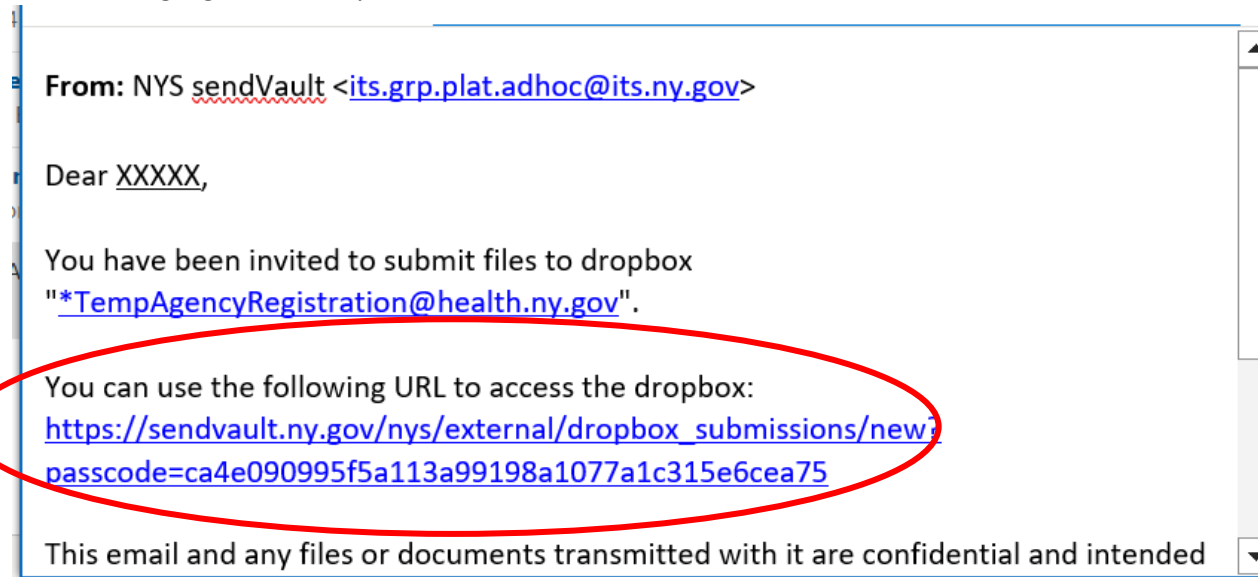 From: NYS sendVault <its.grp.plat.adhoc@its.ny.gov>
Dear XXXXX,
You have been invited to submit files to dropbox
"*TempAgencyRegistration@health.ny.gov".
You can use the following URL to access the dropbox:
https://sendvault.ny.gov/nys/external/dropbox_submissions/new?
passcode=ca4e090995f5a113a99198a1077a1c315e6cea75
This email and any files or documents transmitted with it are confidential and intended